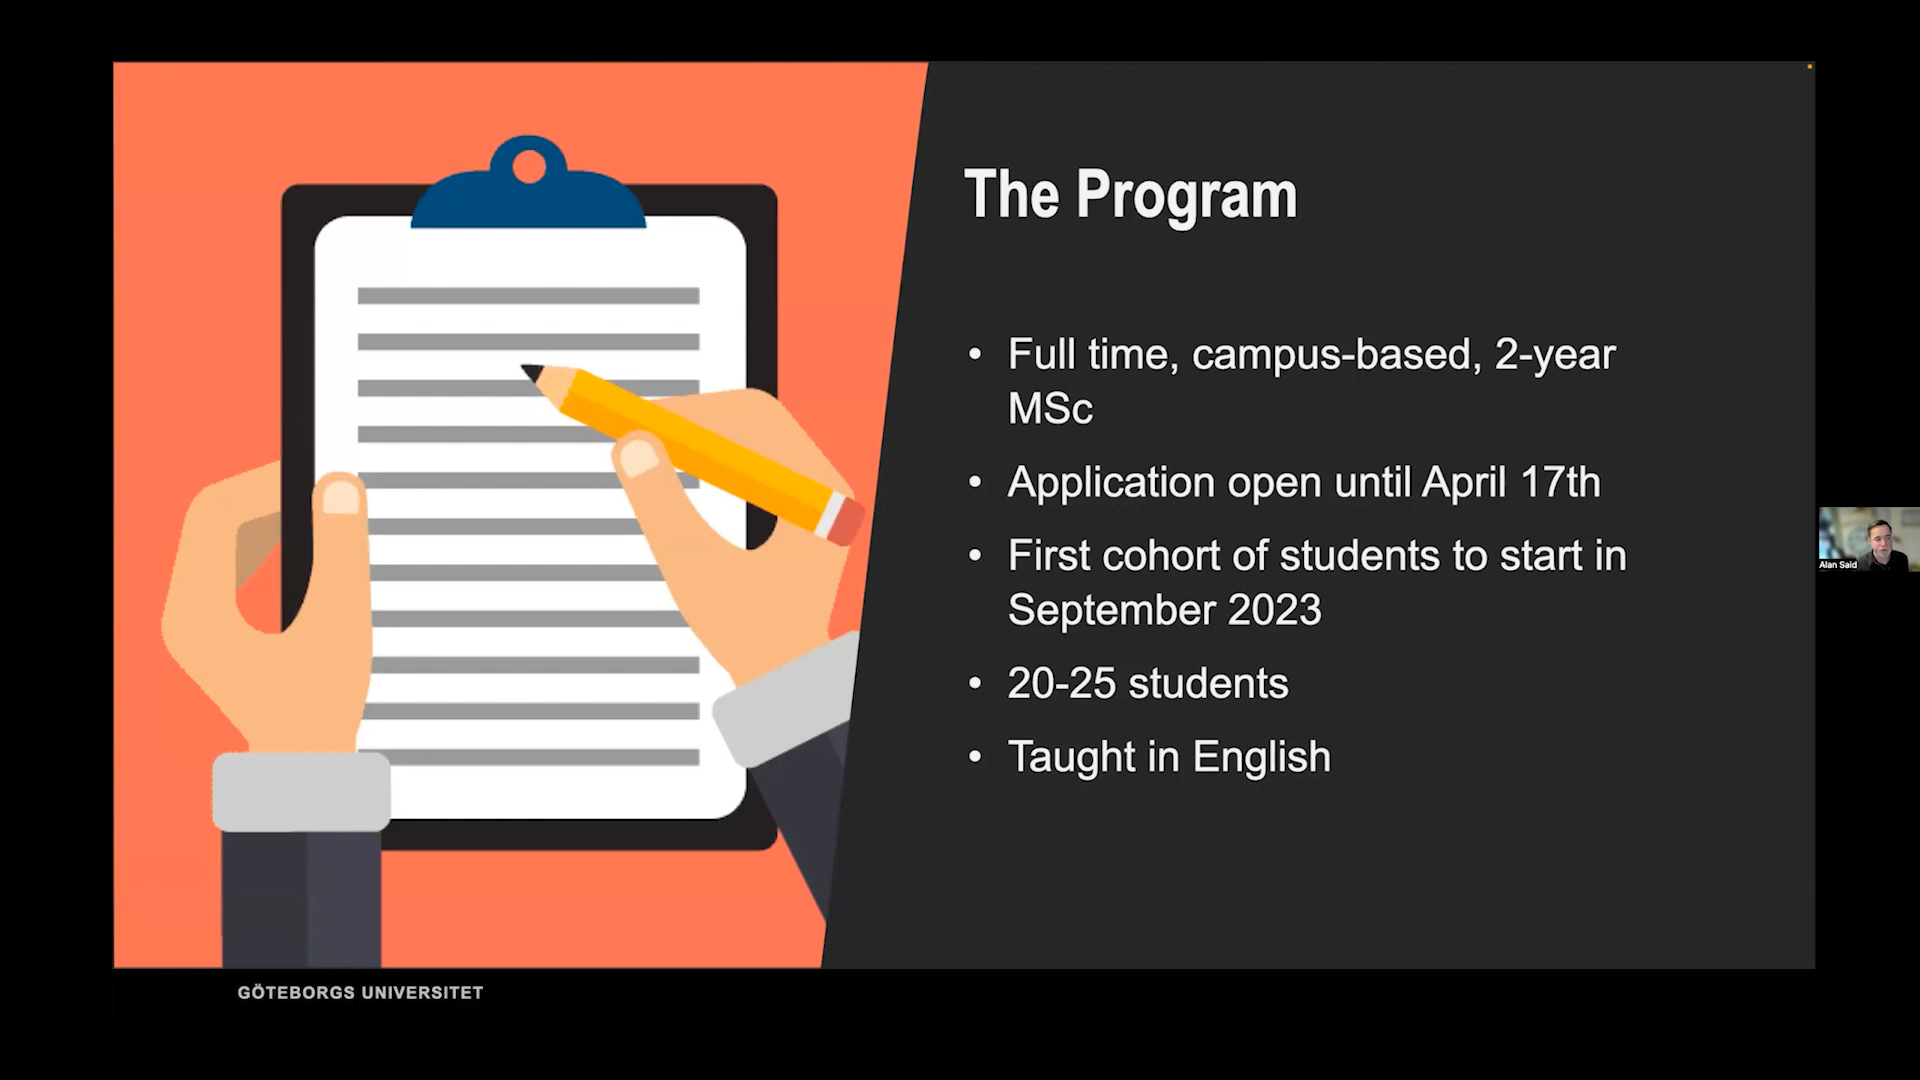 The Program
• Full time, campus-based, 2-year
MSc
• Application open until April 17th
• First cohort of students to start in
September 2023
• 20-25 students
• Taught in English
Alan Said
GÖTEBORGS UNIVERSITET